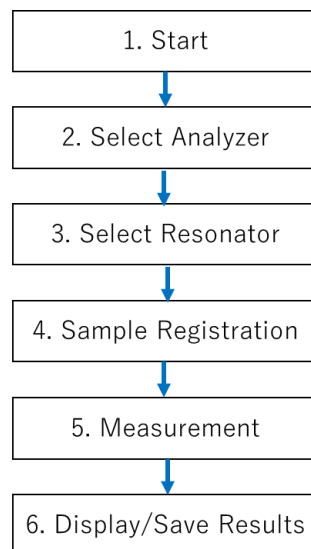 1. Start
2. Select Analyzer
3. Select Resonator
4. Sample Registration
5. Measurement
6. Display/Save Results